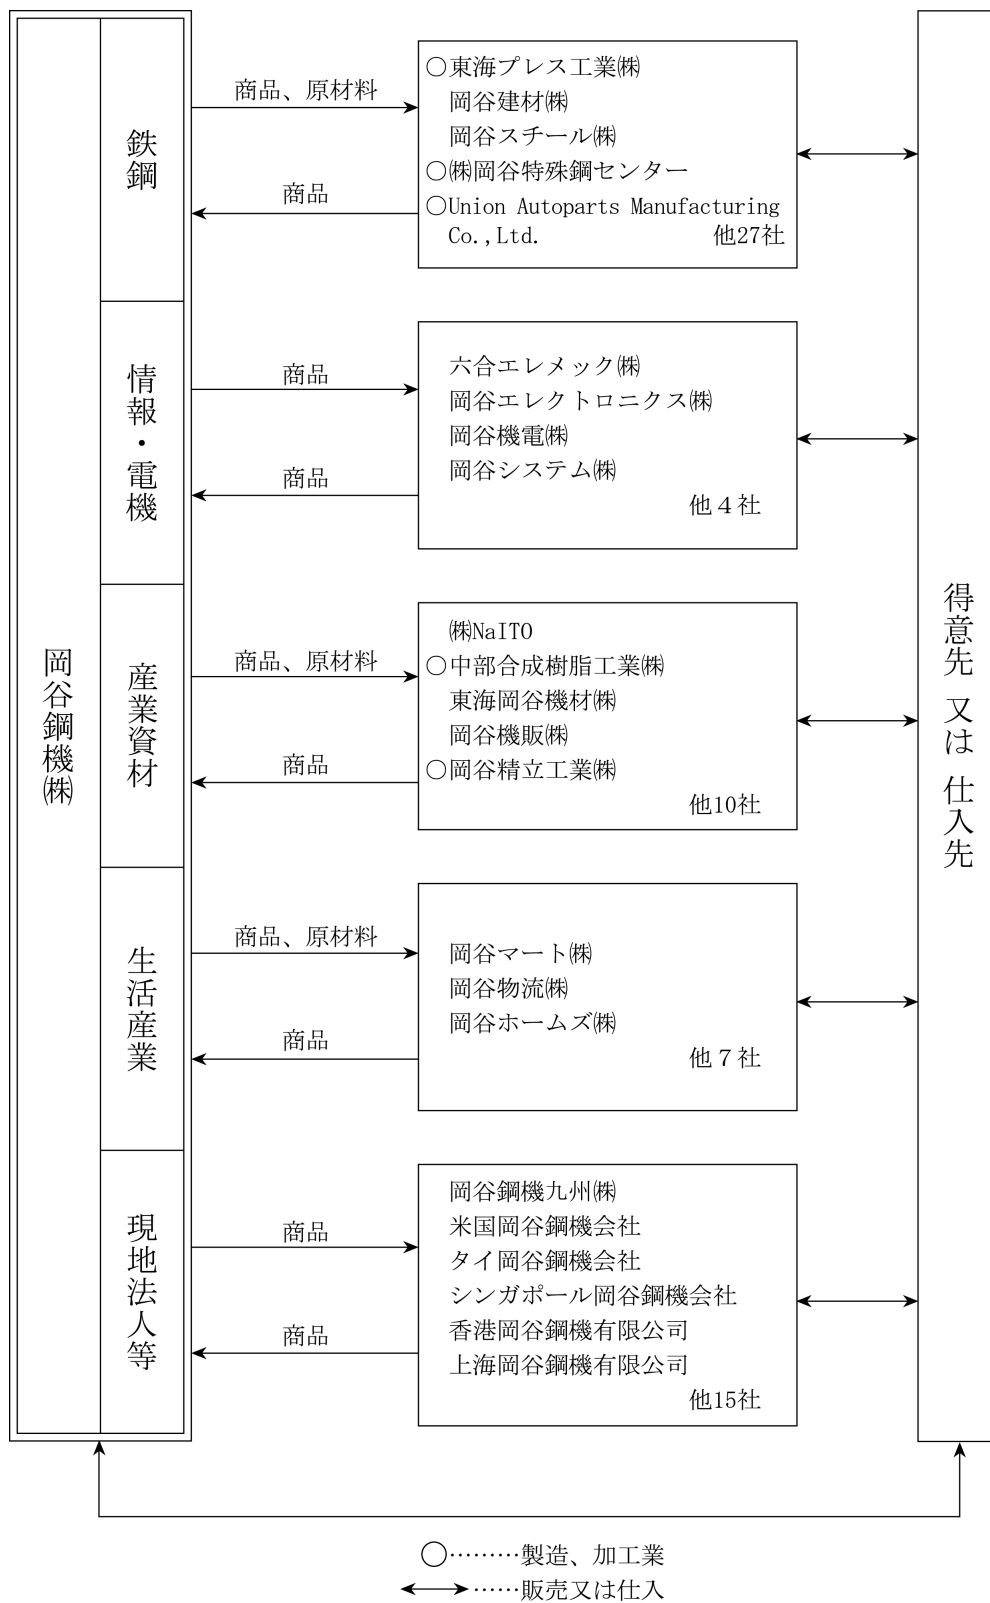 岡谷鋼機㈱
鉄鋼
商品、原材料
商品
○東海プレス工業㈱
岡谷建材㈱
岡谷スチール㈱
○㈱岡谷特殊鋼センター
○Union Autoparts Manufacturing
Co.,Ltd. 他27社
情報・電機
商品
商品
六合エレメック㈱
岡谷エレクトロニクス㈱
岡谷機電㈱
岡谷システム㈱
他４社
産業資材
商品、原材料
商品
㈱NaITO
○中部合成樹脂工業㈱
東海岡谷機材㈱
岡谷機販㈱
○岡谷精立工業㈱
他10社
生活産業
商品、原材料
商品
岡谷マート㈱
岡谷物流㈱
岡谷ホームズ㈱
他７社
現地法人等
商品
商品
岡谷鋼機九州㈱
米国岡谷鋼機会社
タイ岡谷鋼機会社
シンガポール岡谷鋼機会社
香港岡谷鋼機有限公司
上海岡谷鋼機有限公司
他15社
得意先 又は 仕入先
○………製造、加工業
←→……販売又は仕入